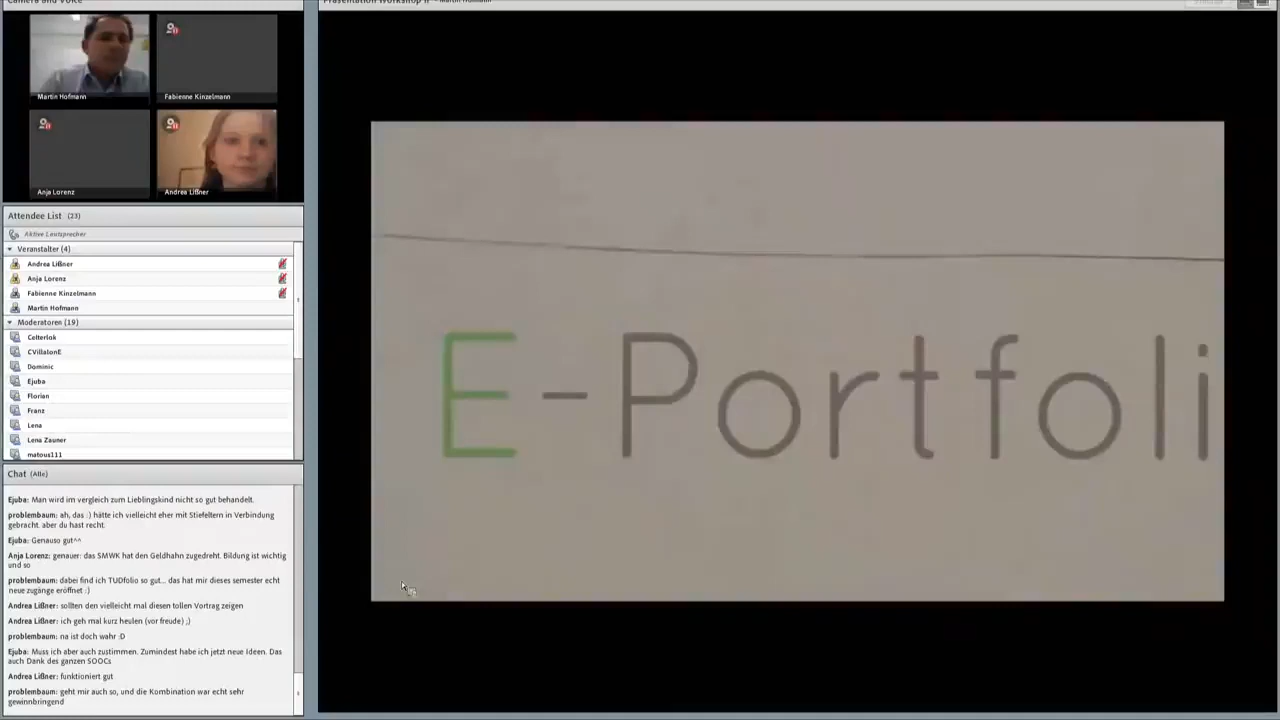 Camera and Voice
Martin Hofmann
Fabienne Kinzelmann
Anja Lorenz
Andrea Lißner
Attendee List (23)
Aktive Lautsprecher
Veranstalter (4)
Andrea Lißner
Anja Lorenz
Fabienne Kinzelmann
Martin Hofmann
Moderatoren (19)
Celterlok
CVillalonE
Dominic
Ejuba
Florian
Franz
Lena
Lena Zauner
matous111
Chat (Alle)
Ejuba: Man wird im vergleich zum Lieblingskind nicht so gut behandelt.
problembaum: ah, das :) hätte ich vielleicht eher mit Stiefeltern in Verbindung
gebracht. aber du hast recht.
Ejuba: Genauso gut^^
Anja Lorenz: genauer: das SMWK hat den Geldhahn zugedreht. Bildung ist wichtig
und so
problembaum: dabei find ich TUDfolio so gut... das hat mir dieses semester echt
neue zugänge eröffnet :)
Andrea Lißner: sollten den vielleicht mal diesen tollen Vortrag zeigen
Andrea Lißner: ich geh mal kurz heulen (vor freude) ;)
problembaum: na ist doch wahr :D
Ejuba: Muss ich aber auch zustimmen. Zumindest habe ich jetzt neue Ideen. Das
auch Dank des ganzen SOOCs
Andrea Lißner: funktioniert gut
problembaum: geht mir auch so, und die Kombination war echt sehr
gewinnbringend
Präsentation Workshop II - Martin Hofmann
E-Portfoli